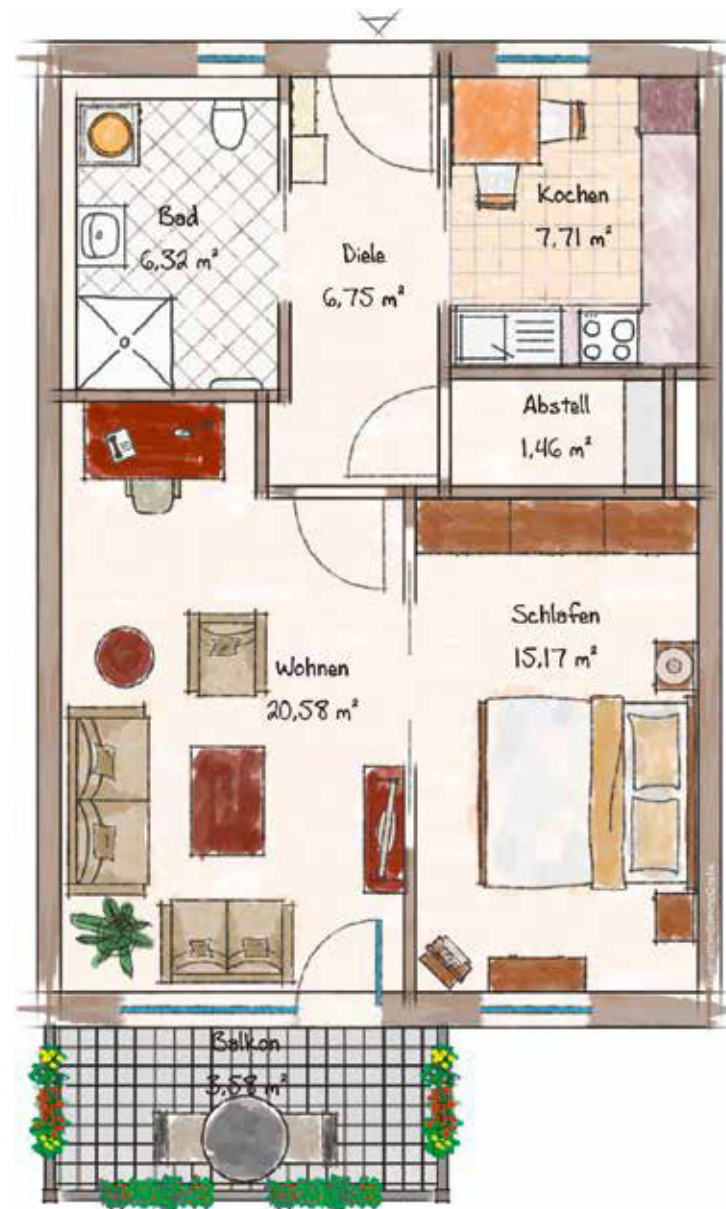 Bad
6,32 m²
Diele
6,75 m²
Kochen
7,71 m²
Abstell
1,46 m²
Wohnen
20,58 m²
Schlafen
15,17 m²
Balkon
3,58 m²